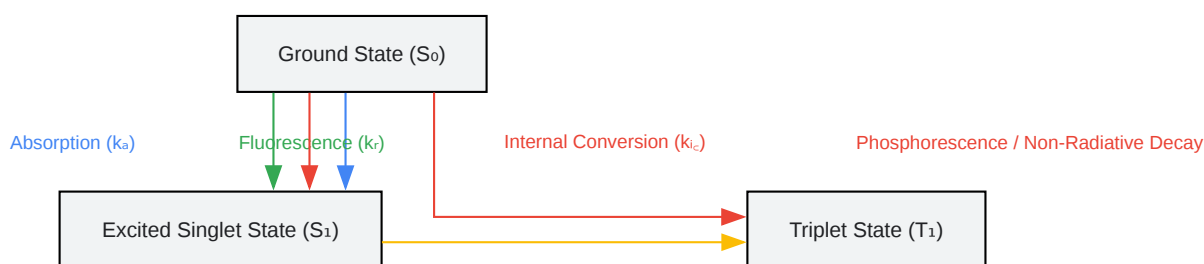 Ground State (S₀)
Absorption (kₐ)
Fluorescence (kᵣ)
Internal Conversion (kᵢ꜀)
Phosphorescence / Non-Radiative Decay
Excited Singlet State (S₁)
Triplet State (T₁)